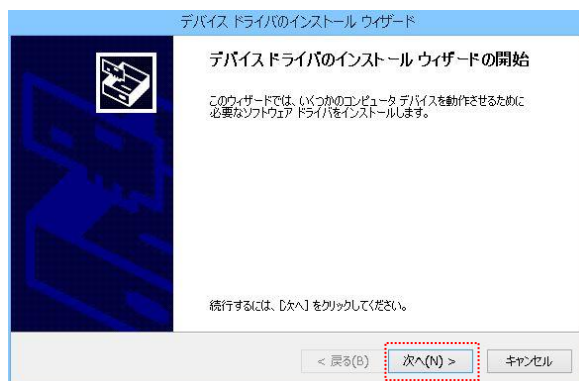 デバイス ドライバのインストール ウィザード
デバイスドライバのインストール ウィザードの開始
このウィザードでは、いくつかのコンピュータ デバイスを動作させるために
必要なソフトウェア ドライバをインストールします。
続行するには、[次へ] をクリックしてください。
< 戻る(B)
次へ(N) >
キャンセル